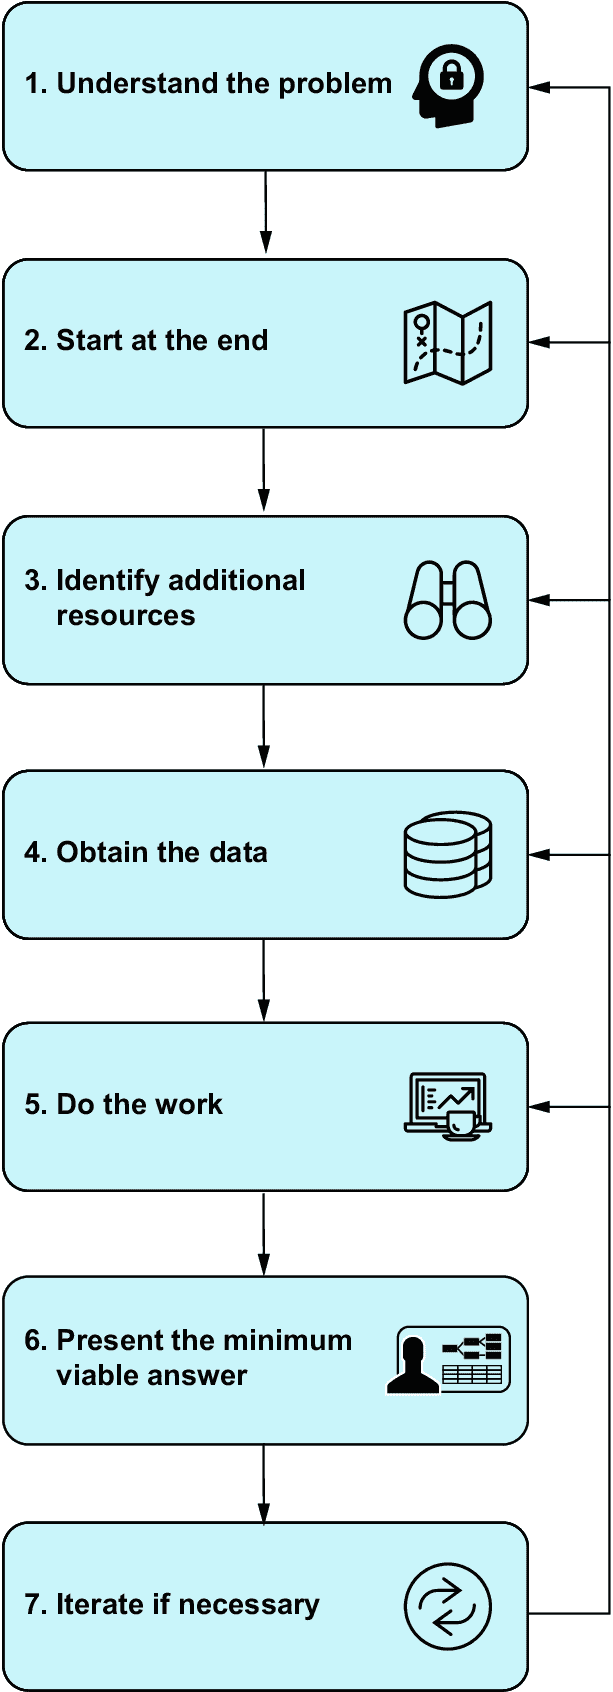 1. Understand the problem
2. Start at the end
3. Identify additional
resources
4. Obtain the data
5. Do the work
6. Present the minimum
viable answer
7. Iterate if necessary